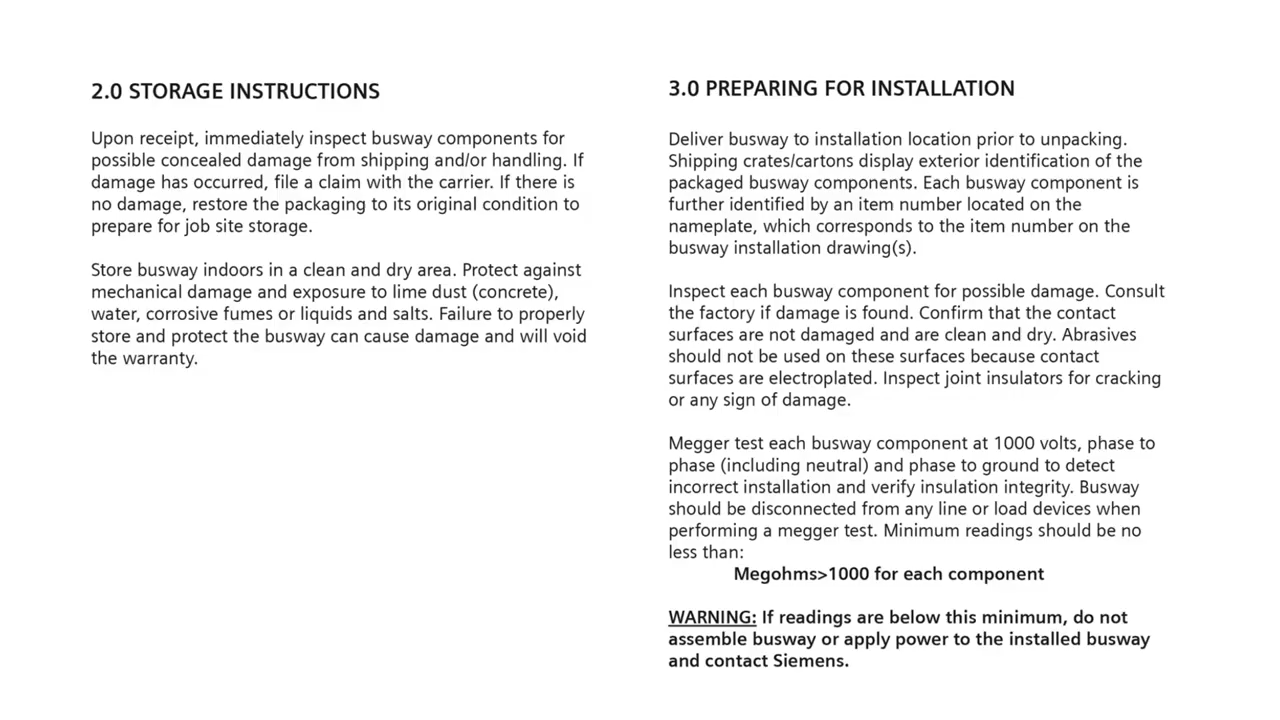 2.0 STORAGE INSTRUCTIONS
Upon receipt, immediately inspect busway components for
possible concealed damage from shipping and/or handling. If
damage has occurred, file a claim with the carrier. If there is
no damage, restore the packaging to its original condition to
prepare for job site storage.
Store busway indoors in a clean and dry area. Protect against
mechanical damage and exposure to lime dust (concrete),
water, corrosive fumes or liquids and salts. Failure to properly
store and protect the busway can cause damage and will void
the warranty.
3.0 PREPARING FOR INSTALLATION
Deliver busway to installation location prior to unpacking.
Shipping crates/cartons display exterior identification of the
packaged busway components. Each busway component is
further identified by an item number located on the
nameplate, which corresponds to the item number on the
busway installation drawing(s).
Inspect each busway component for possible damage. Consult
the factory if damage is found. Confirm that the contact
surfaces are not damaged and are clean and dry. Abrasives
should not be used on these surfaces because contact
surfaces are electroplated. Inspect joint insulators for cracking
or any sign of damage.
Megger test each busway component at 1000 volts, phase to
phase (including neutral) and phase to ground to detect
incorrect installation and verify insulation integrity. Busway
should be disconnected from any line or load devices when
performing a megger test. Minimum readings should be no
less than:
Megohms>1000 for each component
WARNING: If readings are below this minimum, do not
assemble busway or apply power to the installed busway
and contact Siemens.